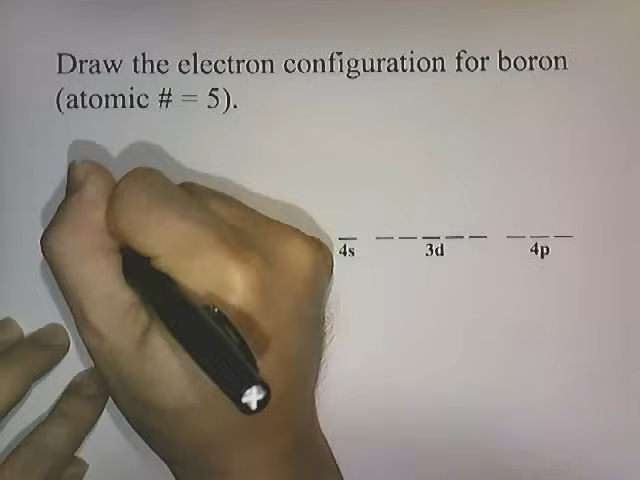 Draw the electron configuration for boron
(atomic # = 5).
4s 3d 4p